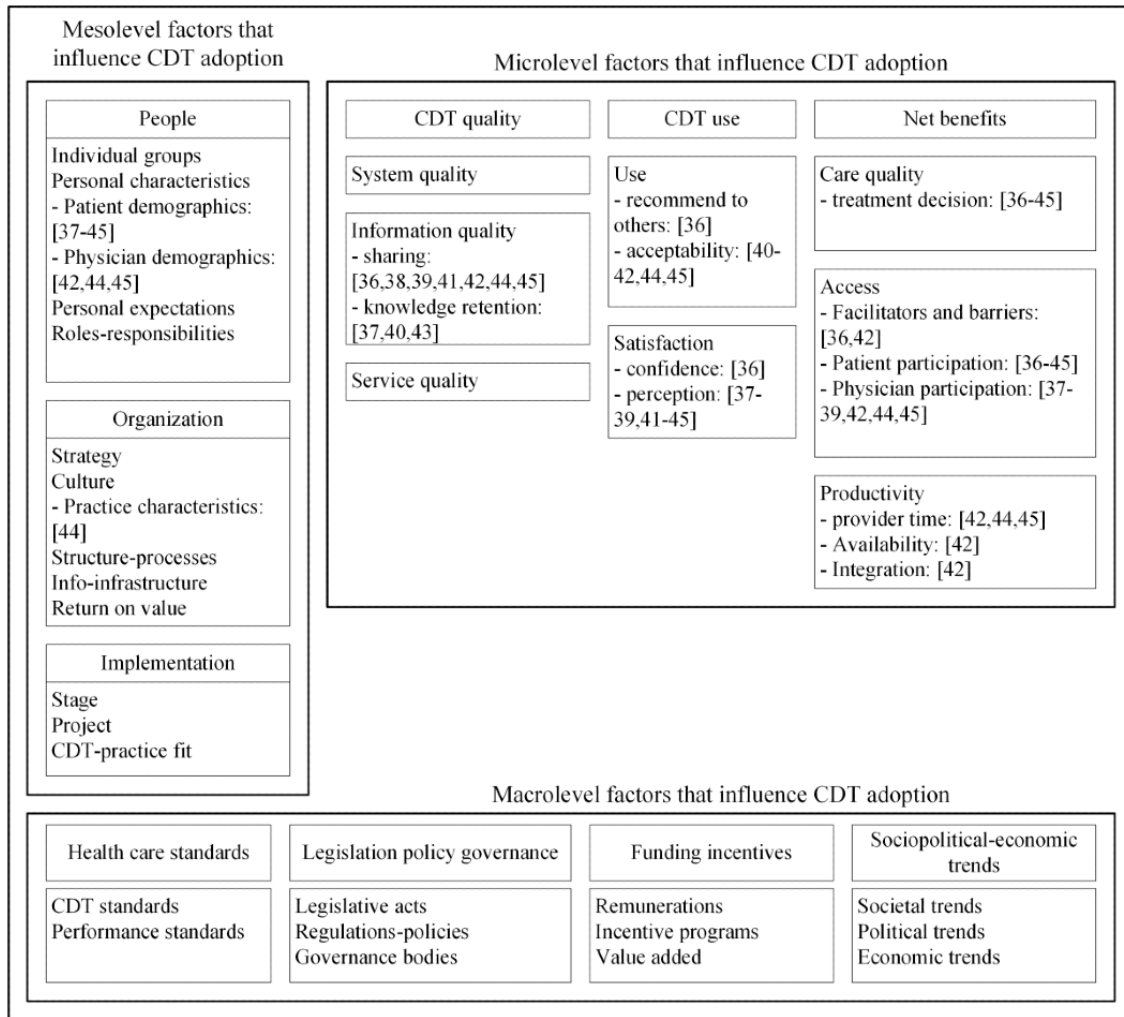 Mesolevel factors that
influence CDT adoption
People
Individual groups
Personal characteristics
- Patient demographics:
[37-45]
- Physician demographics:
[42,44,45]
Personal expectations
Roles-responsibilities
Organization
Strategy
Culture
- Practice characteristics:
[44]
Structure-processes
Info-infrastructure
Return on value
Implementation
Stage
Project
CDT-practice fit
Microlevel factors that influence CDT adoption
CDT quality
System quality
Information quality
- sharing:
[36,38,39,41,42,44,45]
- knowledge retention:
[37,40,43]
Service quality
CDT use
Use
- recommend to
others: [36]
- acceptability: [40-
42,44,45]
Satisfaction
- confidence: [36]
- perception: [37-
39,41-45]
Net benefits
Care quality
- treatment decision: [36-45]
Access
- Facilitators and barriers:
[36,42]
- Patient participation: [36-45]
- Physician participation: [37-
39,42,44,45]
Productivity
- provider time: [42,44,45]
- Availability: [42]
- Integration: [42]
Macrolevel factors that influence CDT adoption
Health care standards
CDT standards
Performance standards
Legislation policy governance
Legislative acts
Regulations-policies
Governance bodies
Funding incentives
Remunerations
Incentive programs
Value added
Sociopolitical-economic
trends
Societal trends
Political trends
Economic trends